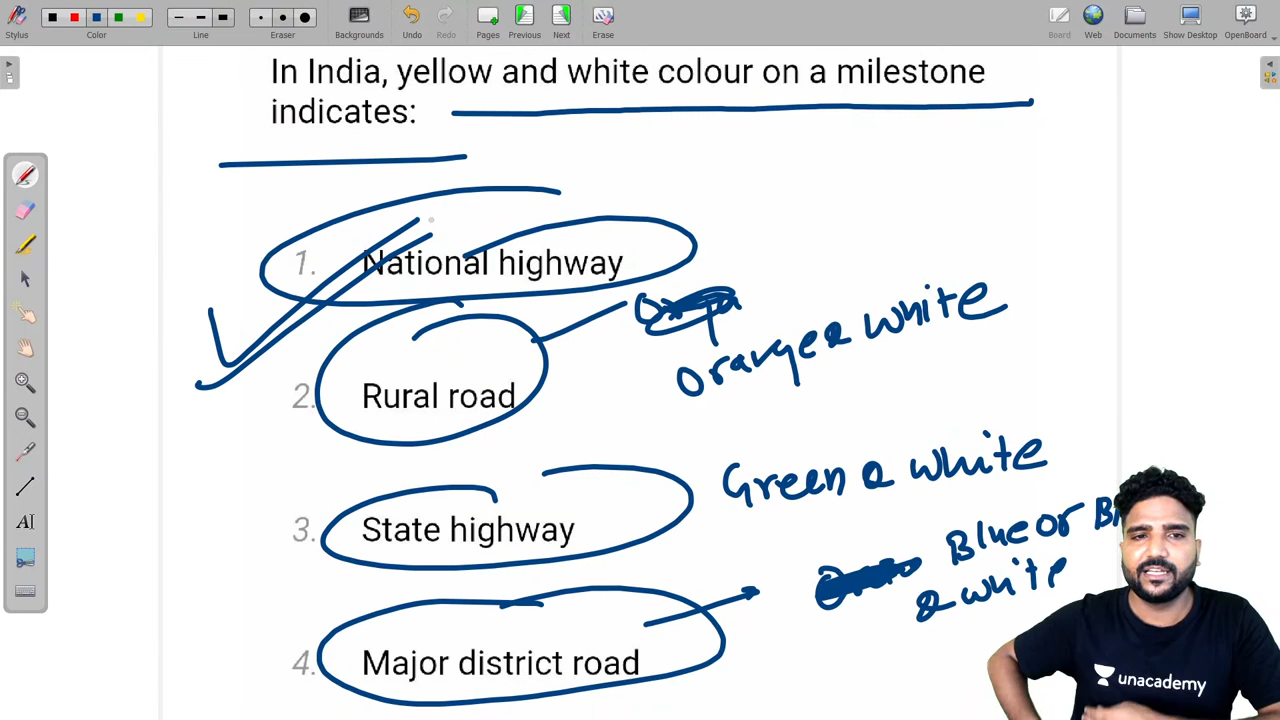 Stylus
Color
Line
Eraser
Backgrounds
Undo
Redo
Pages
Previous
Next
Erase
Board
Web
Documents
Show Desktop
OpenBoard
In India, yellow and white colour on a milestone
indicates:
1. National highway
Orange & white
2. Rural road
Green & white
3. State highway
Blue or
& white
4. Major district road
unacademy